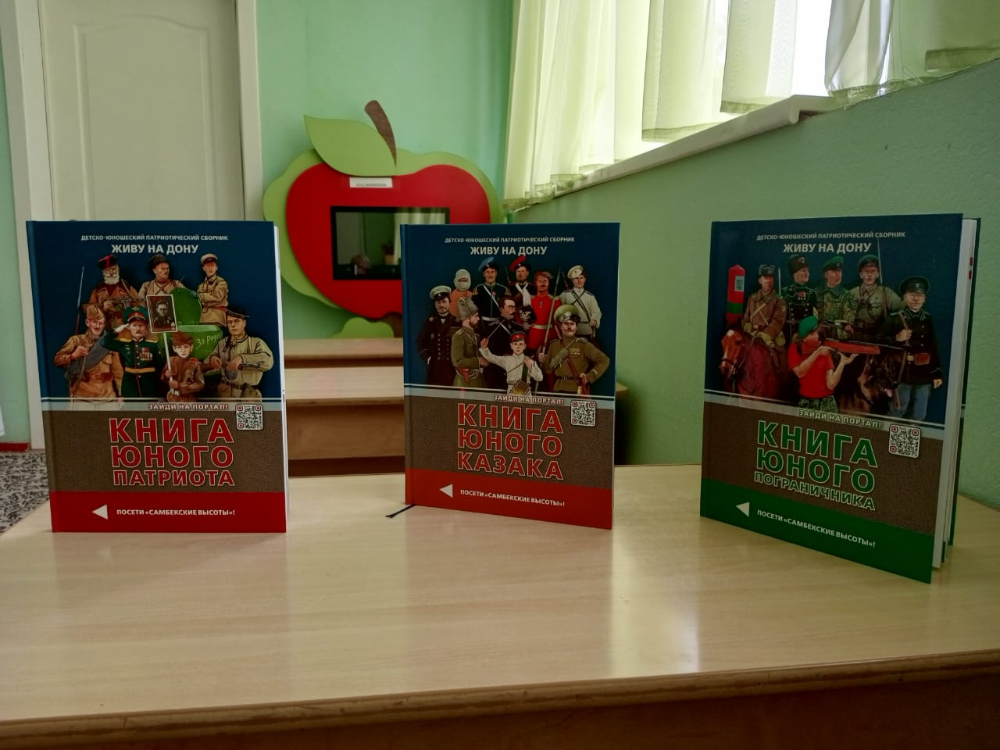 ДЕТСКО-ЮНОШЕСКИЙ ПАТРИОТИЧЕСКИЙ СБОРНИК
ЖИВУ НА ДОНУ
ЗАЙДИ НА ПОРТАЛ!
КНИГА
ЮНОГО
ПАТРИОТА
ПОСЕТИ «САМБЕКСКИЕ ВЫСОТЫ»!
ДЕТСКО-ЮНОШЕСКИЙ ПАТРИОТИЧЕСКИЙ СБОРНИК
ЖИВУ НА ДОНУ
ЗАЙДИ НА ПОРТАЛ!
КНИГА
ЮНОГО
КАЗАКА
ПОСЕТИ «САМБЕКСКИЕ ВЫСОТЫ»!
ДЕТСКО-ЮНОШЕСКИЙ ПАТРИОТИЧЕСКИЙ СБОРНИК
ЖИВУ НА ДОНУ
ЗАЙДИ НА ПОРТАЛ!
КНИГА
ЮНОГО
ПОГРАНИЧНИКА
ПОСЕТИ «САМБЕКСКИЕ ВЫСОТЫ»!